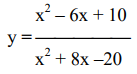 y = (x² – 6x + 10) / (x² + 8x –20)